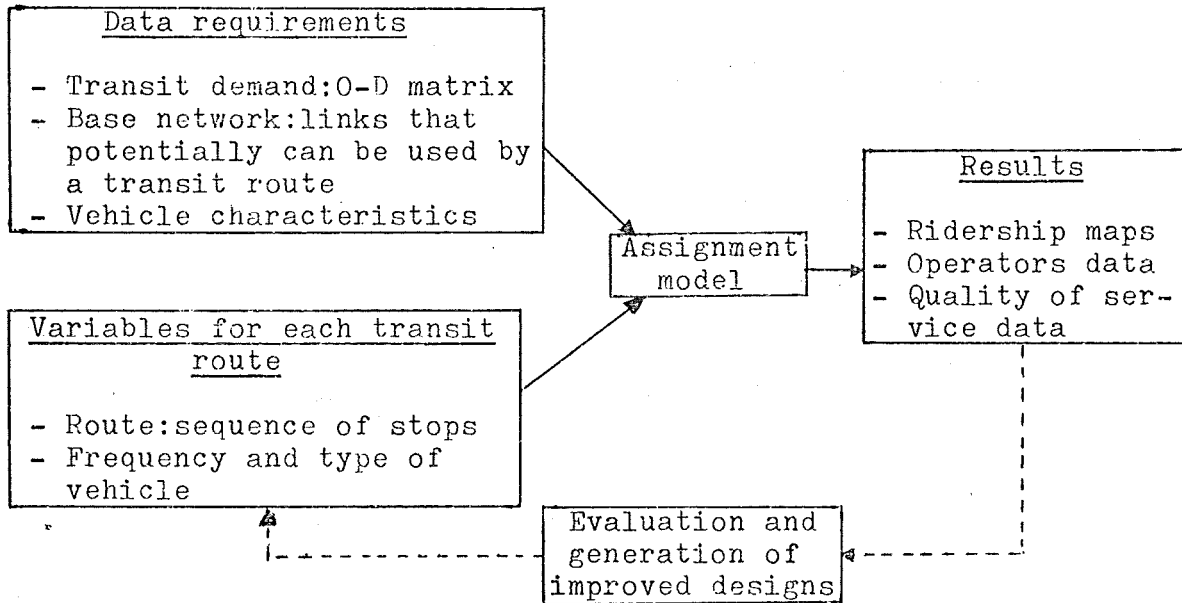 Data requirements
- Transit demand:O-D matrix
- Base network:links that
potentially can be used by
a transit route
- Vehicle characteristics
Variables for each transit
route
- Route:sequence of stops
- Frequency and type of
vehicle
Assignment
model
Results
- Ridership maps
- Operators data
- Quality of ser-
vice data
Evaluation and
generation of
improved designs